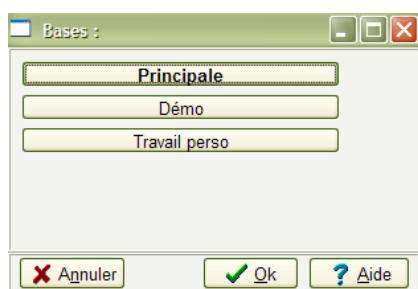 Bases :
Principale
Démo
Travail perso
Annuler
Ok
Aide